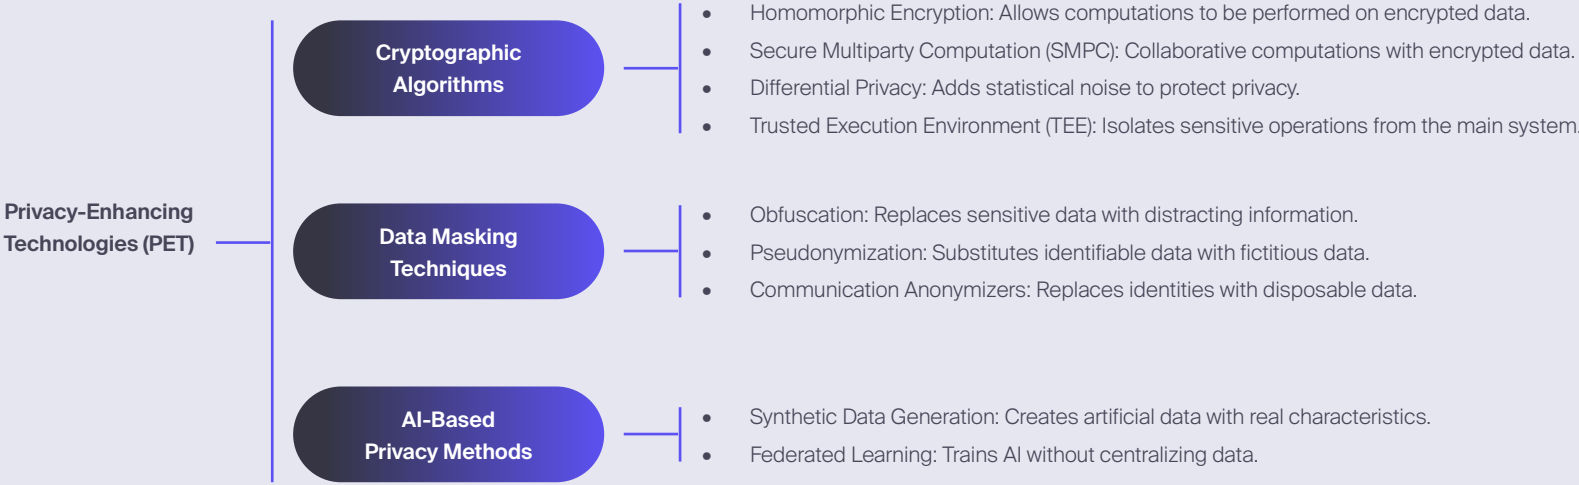 Privacy-Enhancing
Technologies (PET)
Cryptographic
Algorithms
● Homomorphic Encryption: Allows computations to be performed on encrypted data.
● Secure Multiparty Computation (SMPC): Collaborative computations with encrypted data.
● Differential Privacy: Adds statistical noise to protect privacy.
● Trusted Execution Environment (TEE): Isolates sensitive operations from the main system.
Data Masking
Techniques
● Obfuscation: Replaces sensitive data with distracting information.
● Pseudonymization: Substitutes identifiable data with fictitious data.
● Communication Anonymizers: Replaces identities with disposable data.
AI-Based
Privacy Methods
● Synthetic Data Generation: Creates artificial data with real characteristics.
● Federated Learning: Trains AI without centralizing data.